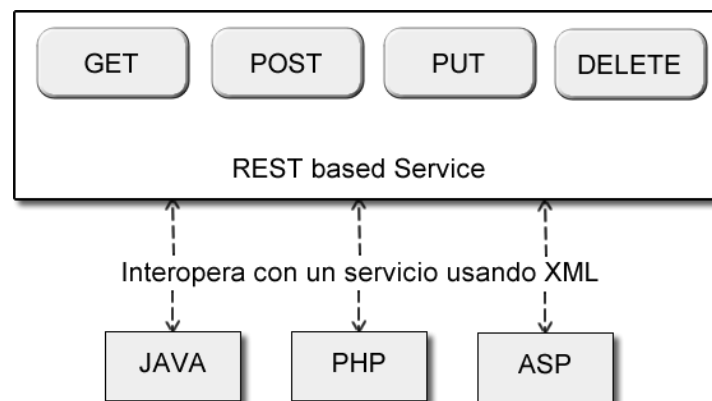 GET POST PUT DELETE
REST based Service
Interopera con un servicio usando XML
JAVA PHP ASP